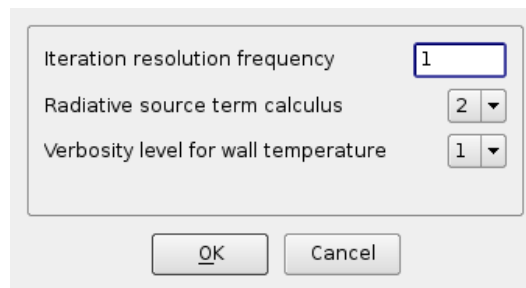 Iteration resolution frequency 1
Radiative source term calculus 2
Verbosity level for wall temperature 1
OK Cancel